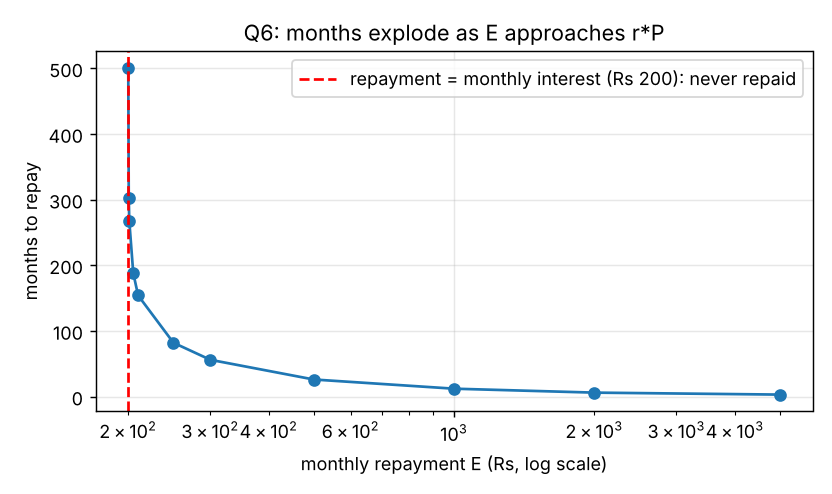 Q6: months explode as E approaches r*P
repayment = monthly interest (Rs 200): never repaid
months to repay
500
400
300
200
100
0
2 × 10² 3 × 10² 4 × 10² 6 × 10² 10³ 2 × 10³ 3 × 10³ 4 × 10³
monthly repayment E (Rs, log scale)